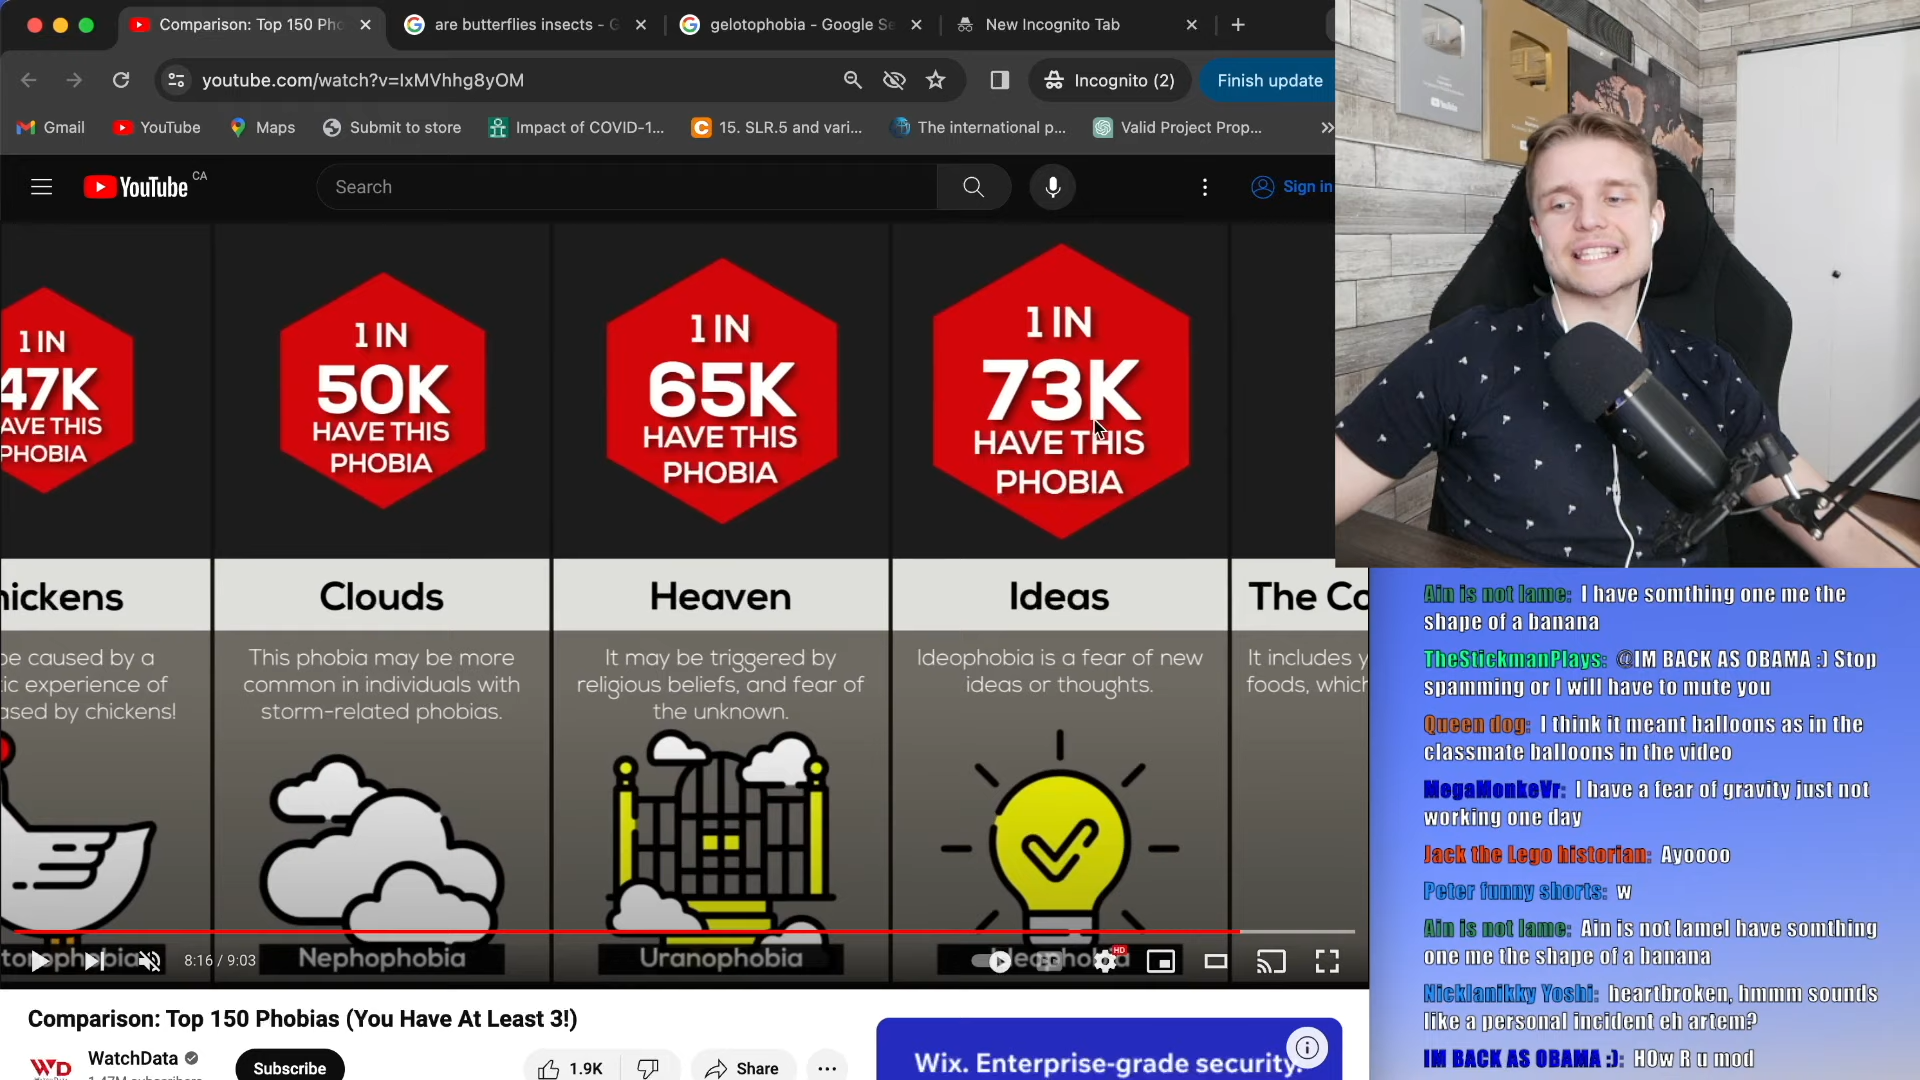 Comparison: Top 150 Pho
are butterflies insects - G
gelotophobia - Google Se
New Incognito Tab
youtube.com/watch?v=IxMVhhg8yOM
Incognito (2)
Finish update
Gmail
YouTube
Maps
Submit to store
Impact of COVID-1...
15. SLR.5 and vari...
The international p...
Valid Project Prop...
YouTube CA
Search
Sign in
1 IN
47K
AVE THIS
PHOBIA
1 IN
50K
HAVE THIS
PHOBIA
1 IN
65K
HAVE THIS
PHOBIA
1 IN
73K
HAVE THIS
PHOBIA
hickens
Clouds
Heaven
Ideas
The Co
be caused by a
ic experience of
ased by chickens!
This phobia may be more
common in individuals with
storm-related phobias.
It may be triggered by
religious beliefs, and fear of
the unknown.
Ideophobia is a fear of new
ideas or thoughts.
It includes y
foods, which
Nephophobia
Uranophobia
8:16 / 9:03
HD
Comparison: Top 150 Phobias (You Have At Least 3!)
WD
WatchData
Subscribe
1.9K
Share
Wix. Enterprise-grade security.
Ain is not lame: I have somthing one me the
shape of a banana
TheStickmanPlays: @IM BACK AS OBAMA :) Stop
spamming or I will have to mute you
Queen dog: I think it meant balloons as in the
classmate balloons in the video
MegaMonkeVr: I have a fear of gravity just not
working one day
Jack the Lego historian: Ayoooo
Peter funny shorts: w
Ain is not lame: Ain is not lameI have somthing
one me the shape of a banana
Nicklanikky Yoshi: heartbroken, hmmm sounds
like a personal incident eh artem?
IM BACK AS OBAMA :): HOw R u mod